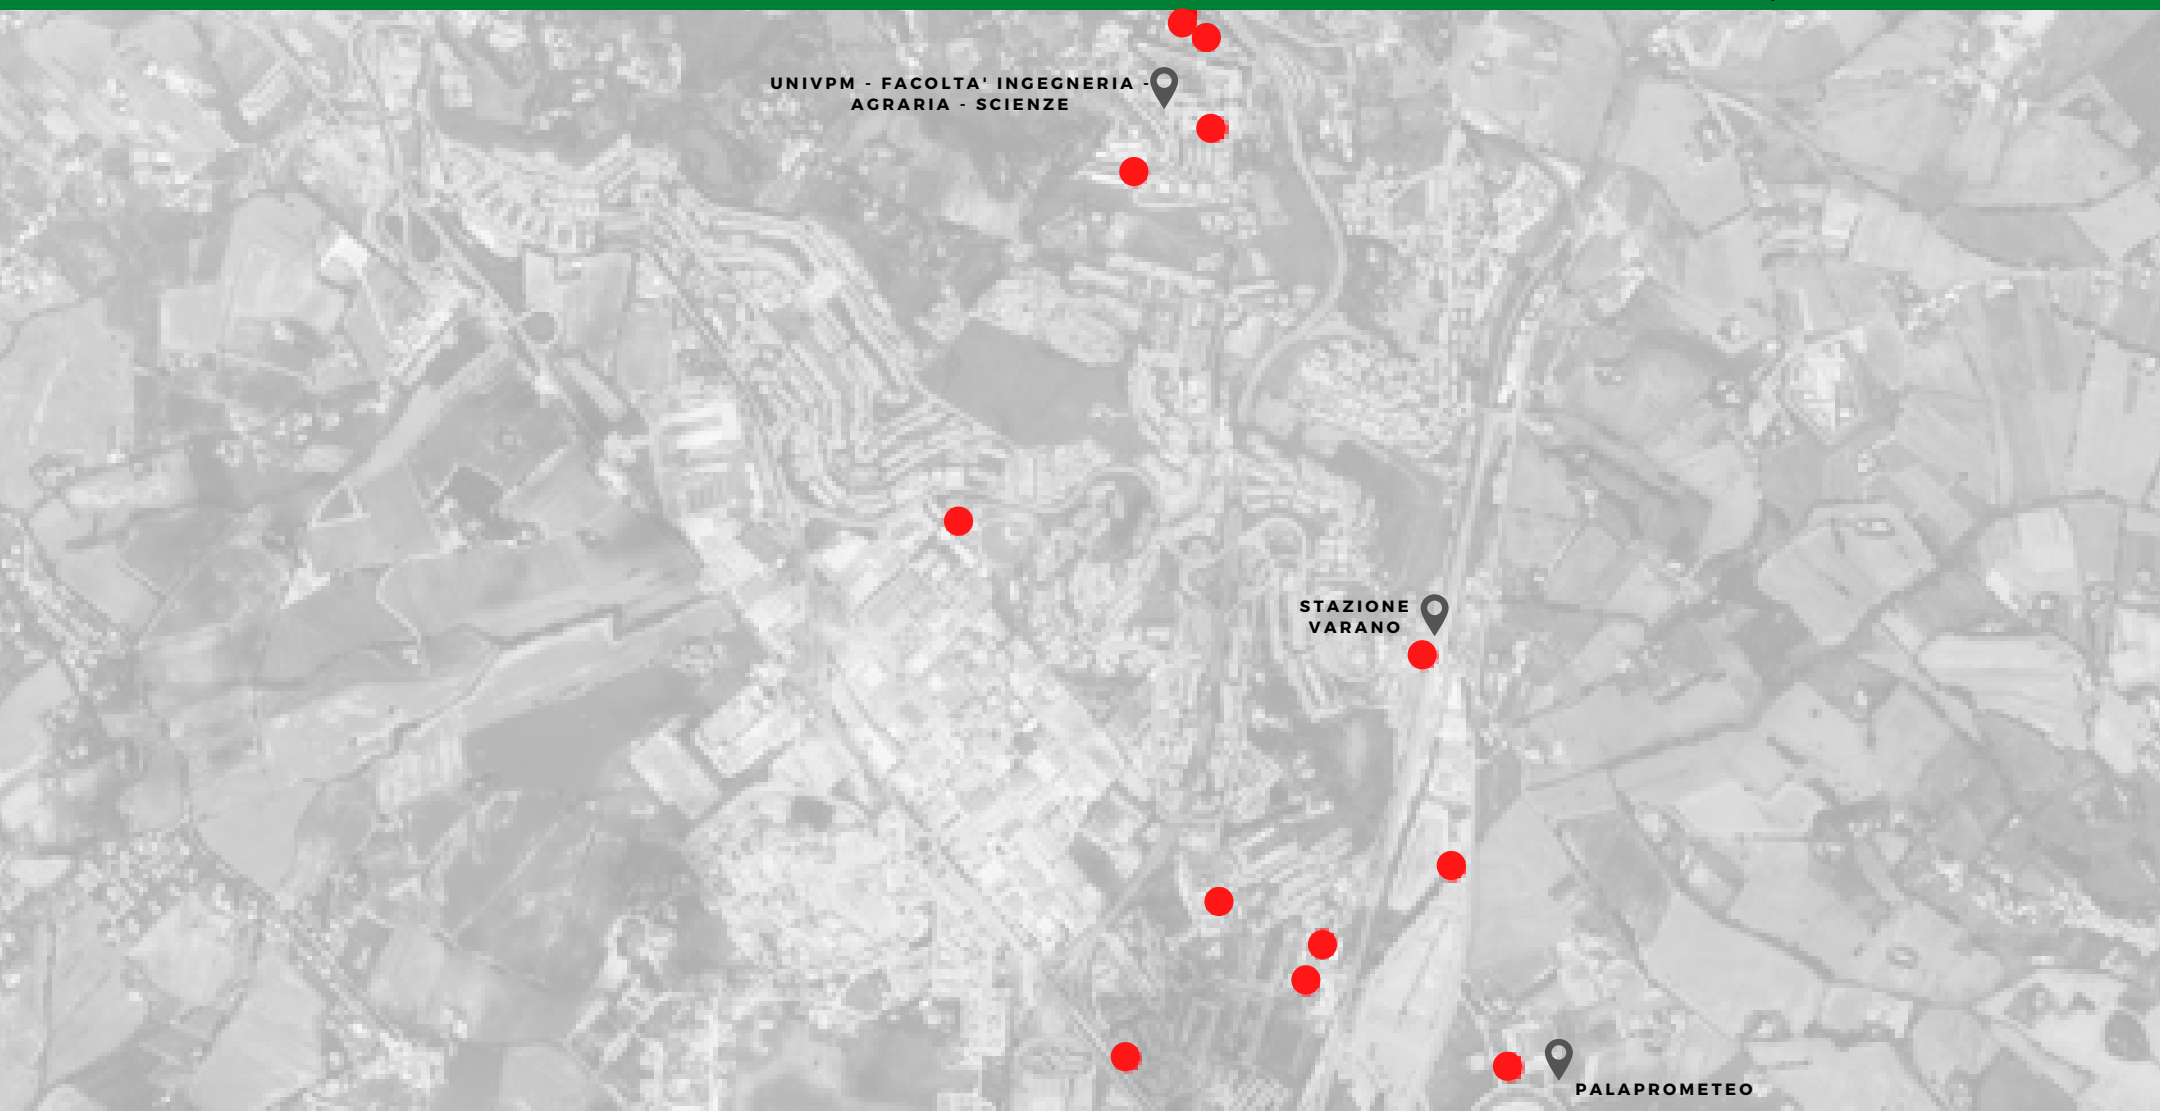 UNIVPM - FACOLTA' INGEGNERIA -
AGRARIA - SCIENZE
STAZIONE
VARANO
PALAPROMETEO